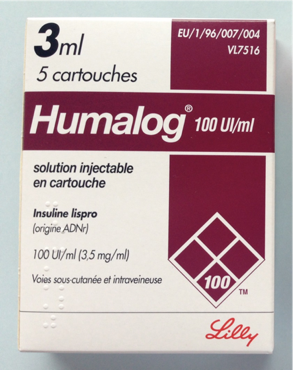 3ml
5 cartouches
EU/1/96/007/004
VL7516
Humalog® 100 UI/ml
solution injectable
en cartouche
Insuline lispro
(origine ADNr)
100 UI/ml (3,5 mg/ml)
Voies sous-cutanée et intraveineuse
100 TM
Lilly